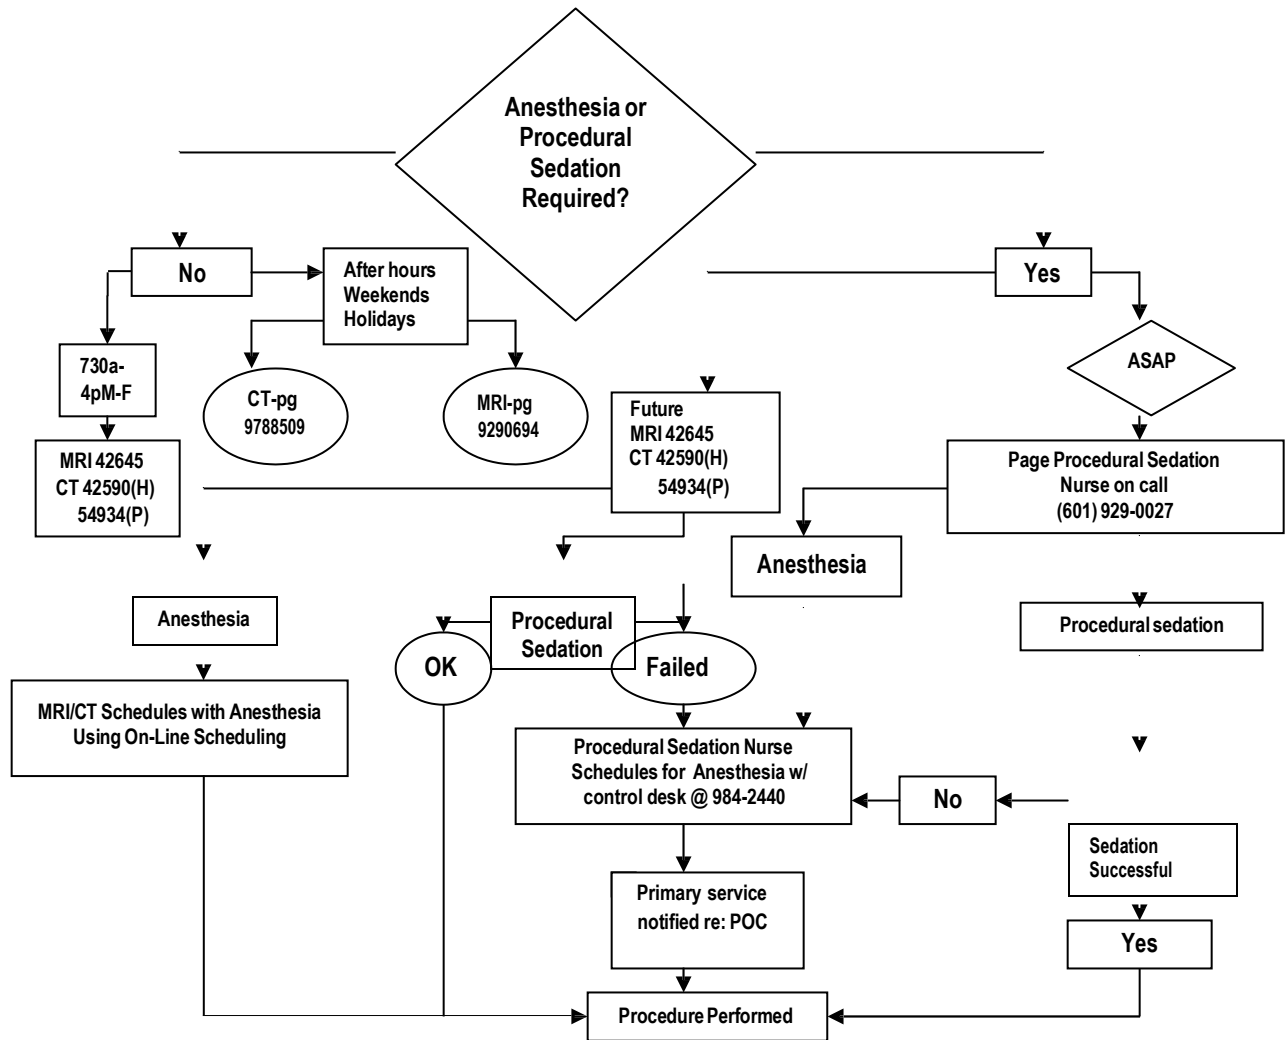 Anesthesia or
Procedural
Sedation
Required?
No
After hours
Weekends
Holidays
Yes
730a-
4pM-F
CT-pg
9788509
MRI-pg
9290694
ASAP
MRI 42645
CT 42590(H)
54934(P)
Future
MRI 42645
CT 42590(H)
54934(P)
Page Procedural Sedation
Nurse on call
(601) 929-0027
Anesthesia
Anesthesia
Procedural
Sedation
Procedural sedation
OK
Failed
MRI/CT Schedules with Anesthesia
Using On-Line Scheduling
Procedural Sedation Nurse
Schedules for Anesthesia w/
control desk @ 984-2440
No
Sedation
Successful
Primary service
notified re: POC
Yes
Procedure Performed